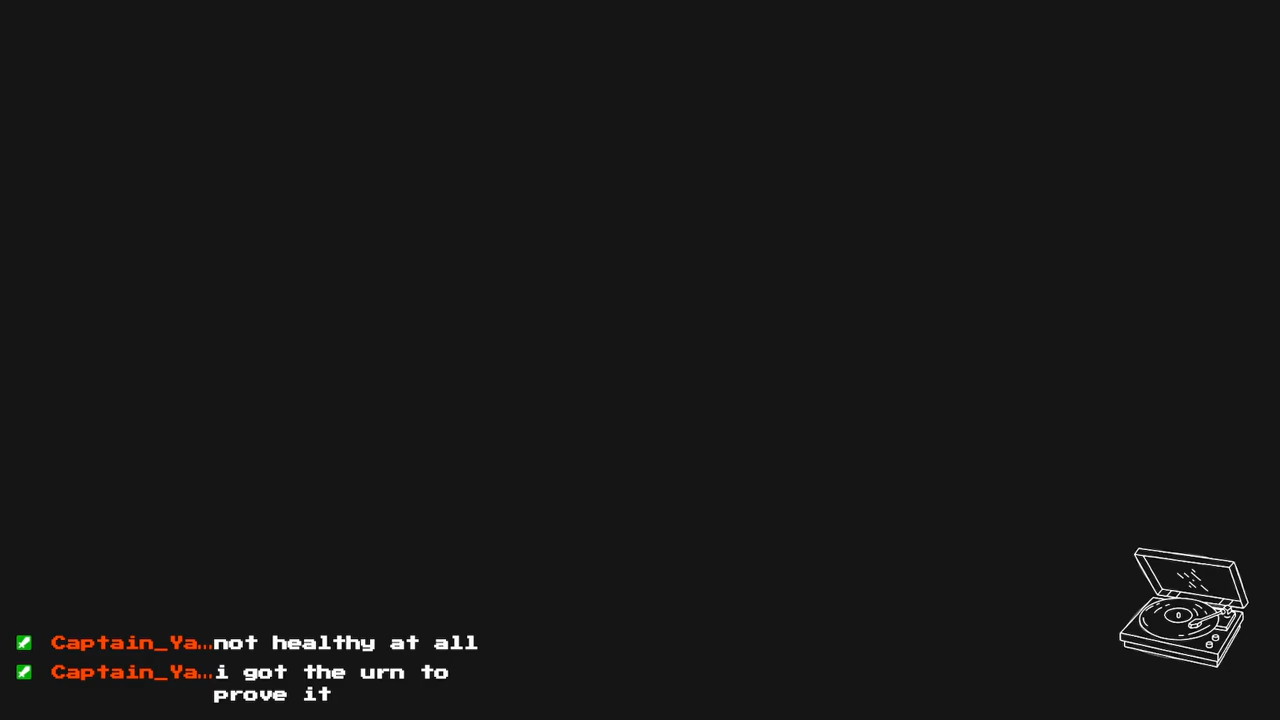 Captain_Ya…not healthy at all
Captain_Ya…i got the urn to
prove it